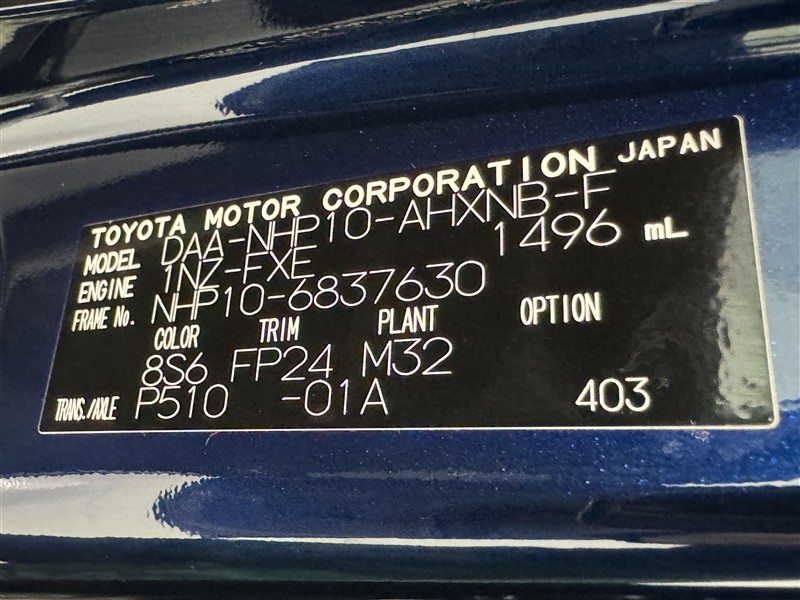 TOYOTA MOTOR CORPORATION JAPAN
MODEL DAA-NHP10-AHXNB-F
ENGINE 1NZ-FXE 1496 mL
FRAME No. NHP10-6837630
COLOR TRIM PLANT OPTION
8S6 FP24 M32
TRANS./AXLE P510 -01A 403